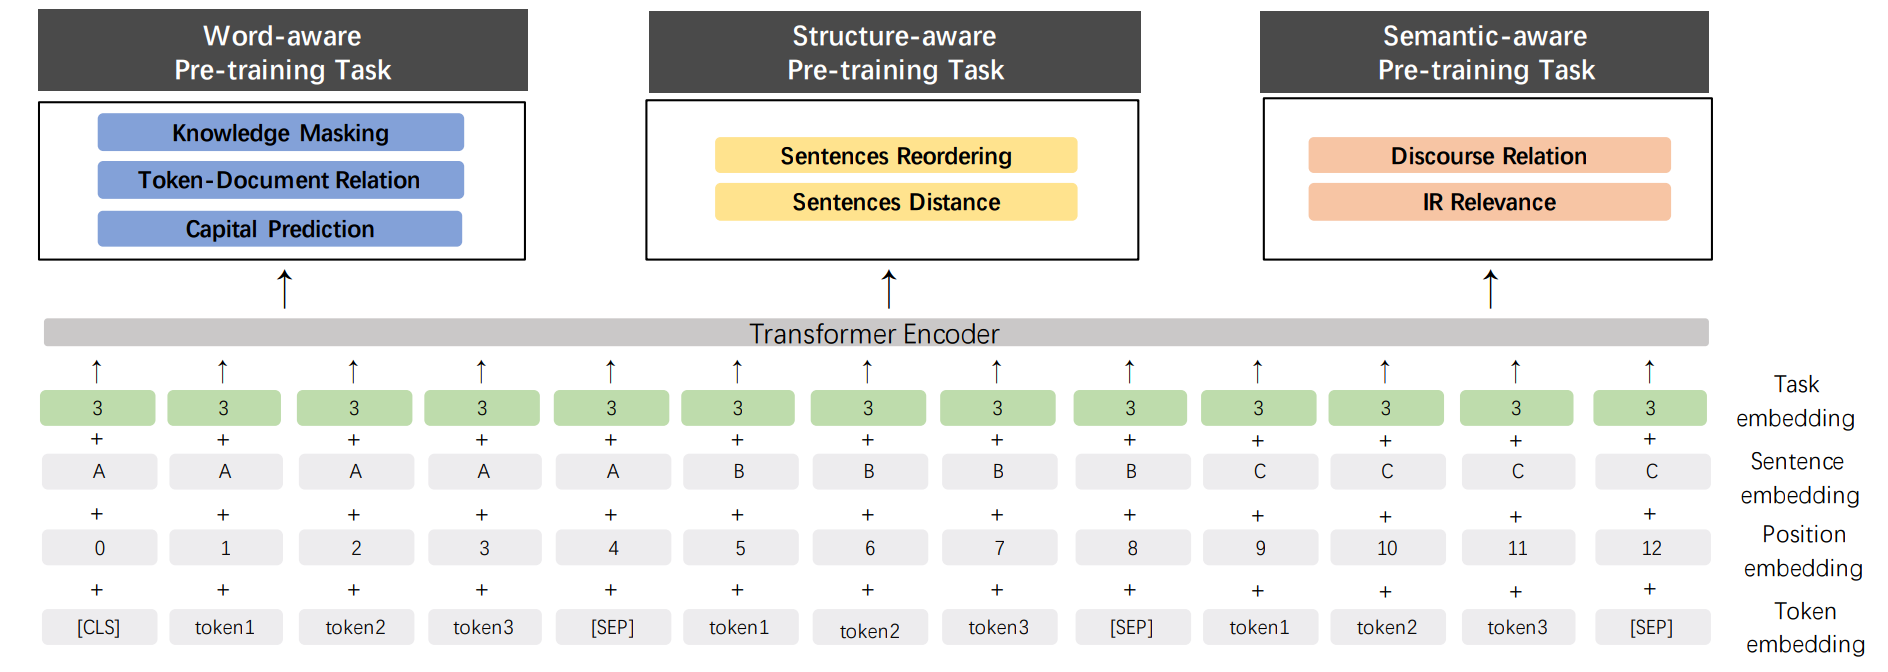 Word-aware
Pre-training Task
Structure-aware
Pre-training Task
Semantic-aware
Pre-training Task
Knowledge Masking
Token-Document Relation
Capital Prediction
Sentences Reordering
Sentences Distance
Discourse Relation
IR Relevance
Transformer Encoder
3 3 3 3 3 3 3 3 3 3 3 3 3
Task
embedding
+ + + + + + + + + + + + +
A A A A A B B B B C C C C
Sentence
embedding
+ + + + + + + + + + + + +
0 1 2 3 4 5 6 7 8 9 10 11 12
Position
embedding
+ + + + + + + + + + + + +
[CLS] token1 token2 token3 [SEP] token1 token2 token3 [SEP] token1 token2 token3 [SEP]
Token
embedding